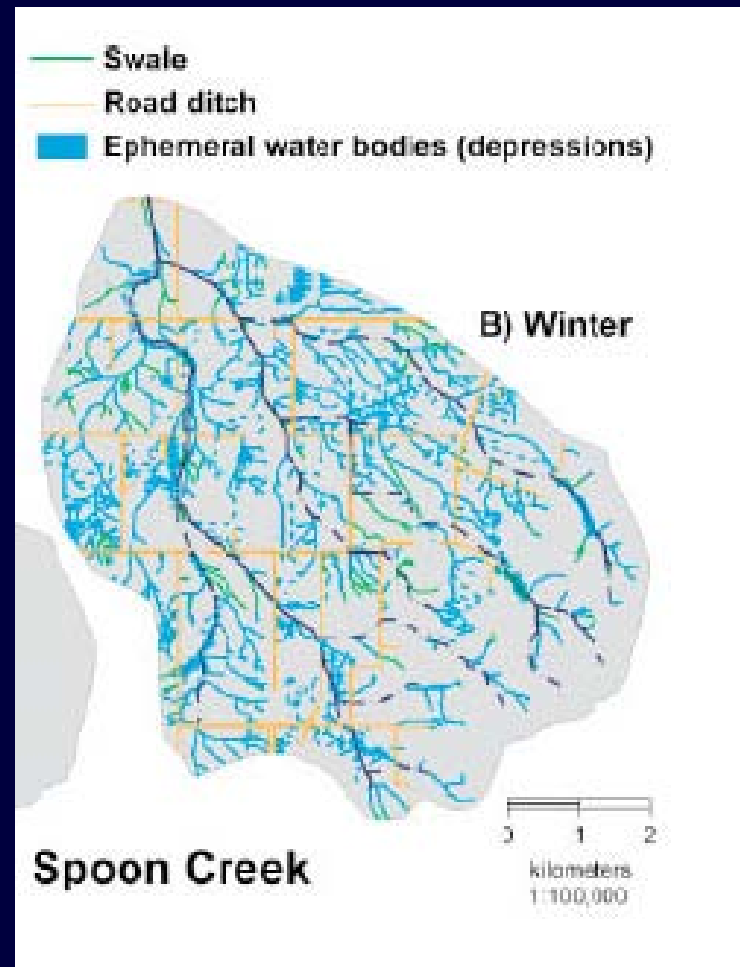 Swale
Road ditch
Ephemeral water bodies (depressions)
B) Winter
0 1 2
kilometers
1:100,000
Spoon Creek